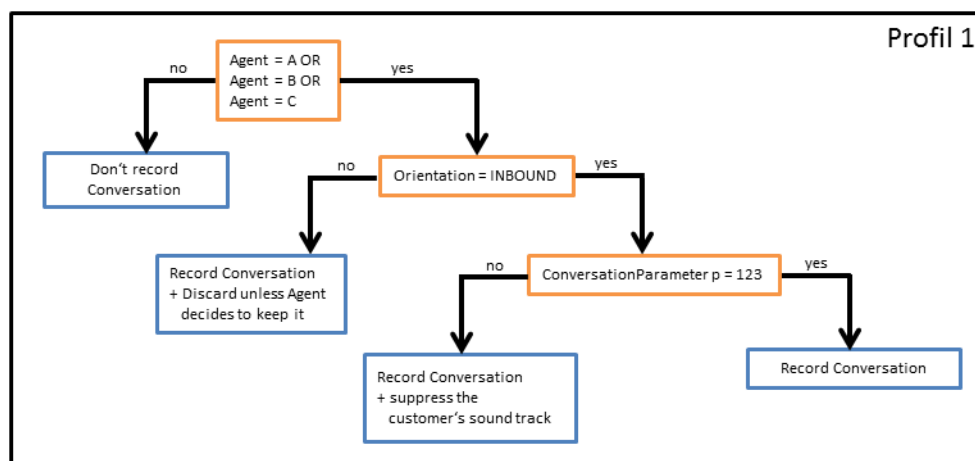 Profil 1
Agent = A OR
Agent = B OR
Agent = C
no
yes
Don't record
Conversation
no
Orientation = INBOUND
yes
Record Conversation
+ Discard unless Agent
decides to keep it
no
ConversationParameter p = 123
yes
Record Conversation
+ suppress the
customer's sound track
Record Conversation